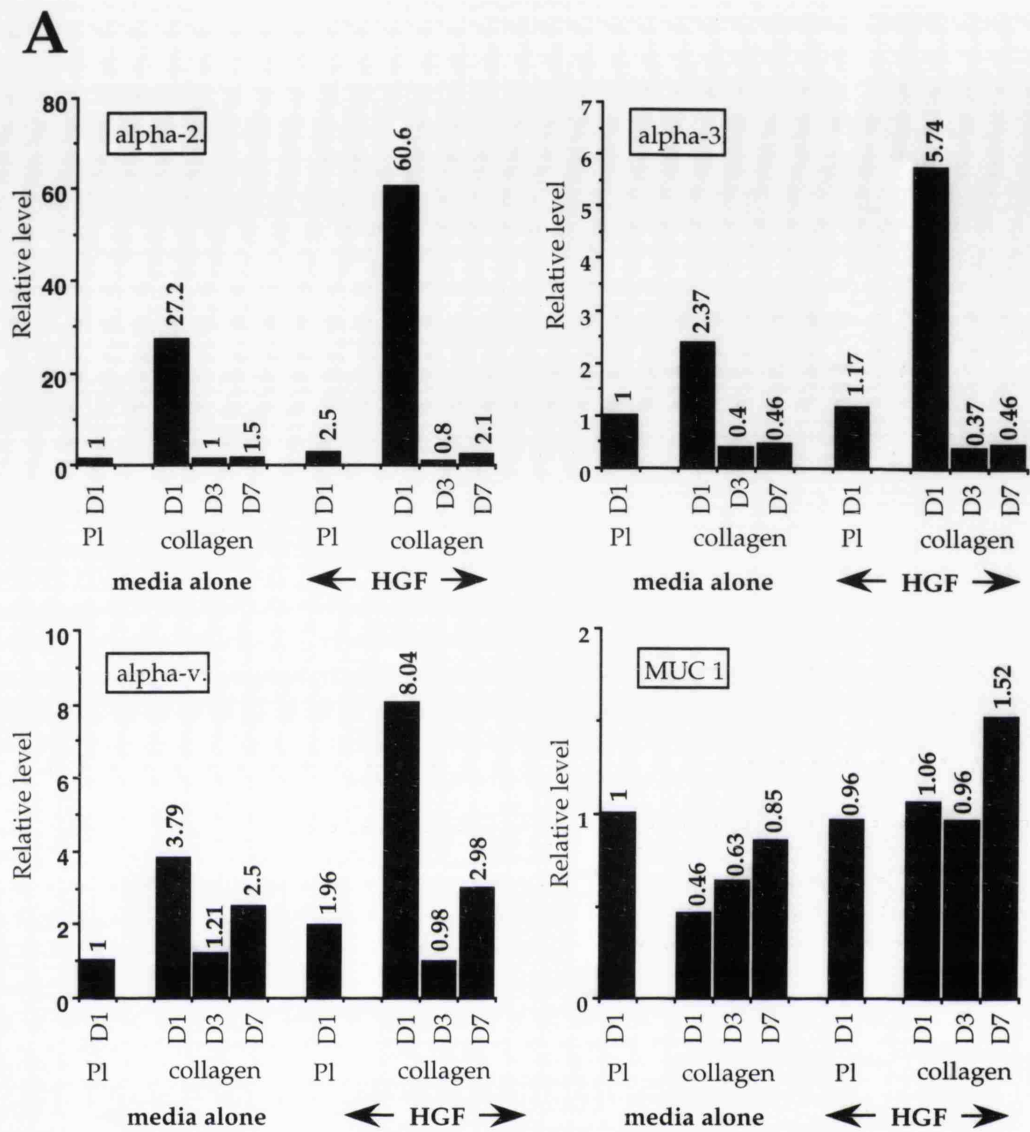 A
alpha-2.
Relative level
80
60
40
20
0
1
27.2
1
1.5
2.5
60.6
0.8
2.1
D1
D1
D3
D7
D1
D1
D3
D7
Pl
collagen
Pl
collagen
media alone
HGF
alpha-3
Relative level
7
6
5
4
3
2
1
0
1
2.37
0.4
0.46
1.17
5.74
0.37
0.46
D1
D1
D3
D7
D1
D1
D3
D7
Pl
collagen
Pl
collagen
media alone
HGF
alpha-v.
Relative level
10
8
6
4
2
0
1
3.79
1.21
2.5
1.96
8.04
0.98
2.98
D1
D1
D3
D7
D1
D1
D3
D7
Pl
collagen
Pl
collagen
media alone
HGF
MUC 1
Relative level
2
1
0
1
0.46
0.63
0.85
0.96
1.06
0.96
1.52
D1
D1
D3
D7
D1
D1
D3
D7
Pl
collagen
Pl
collagen
media alone
HGF